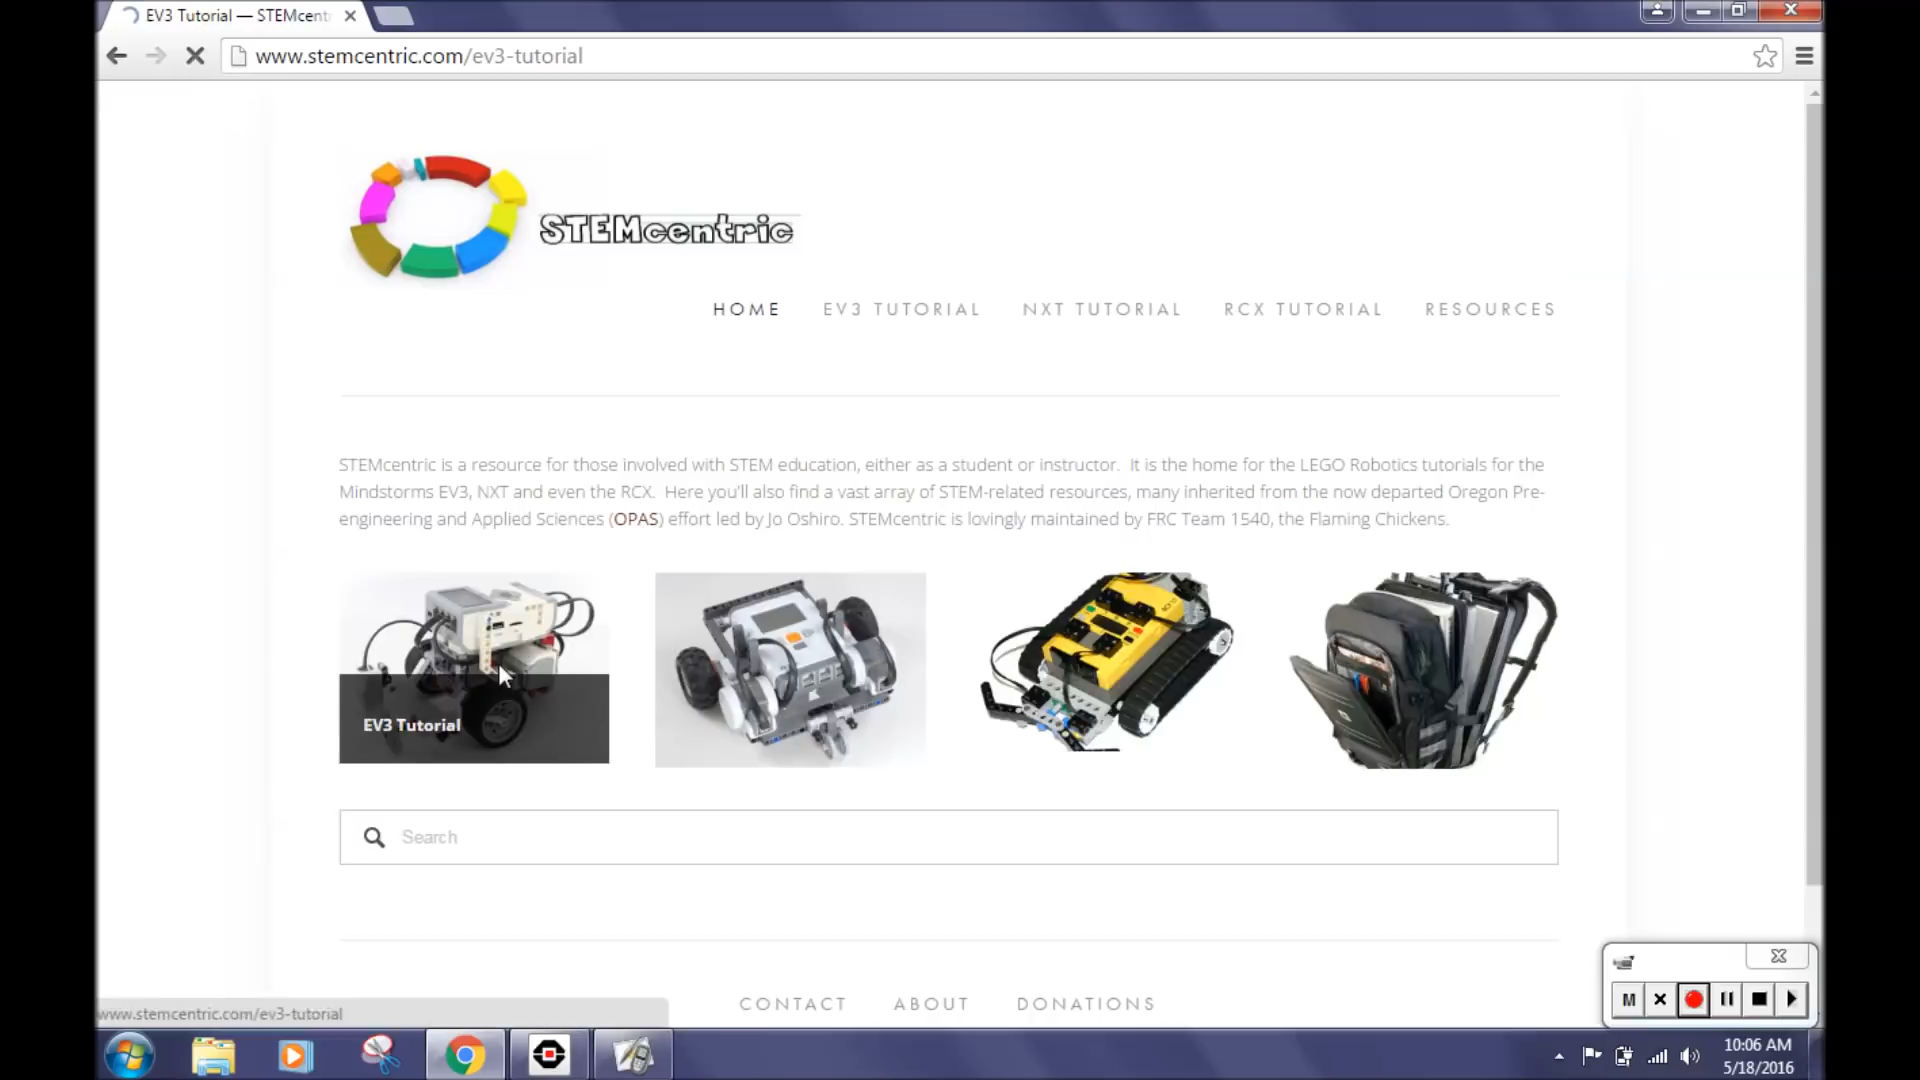 EV3 Tutorial — STEMcent
www.stemcentric.com/ev3-tutorial
STEMcentric
HOME EV3 TUTORIAL NXT TUTORIAL RCX TUTORIAL RESOURCES
STEMcentric is a resource for those involved with STEM education, either as a student or instructor. It is the home for the LEGO Robotics tutorials for the
Mindstorms EV3, NXT and even the RCX. Here you'll also find a vast array of STEM-related resources, many inherited from the now departed Oregon Pre-
engineering and Applied Sciences (OPAS) effort led by Jo Oshiro. STEMcentric is lovingly maintained by FRC Team 1540, the Flaming Chickens.
EV3 Tutorial
Search
CONTACT ABOUT DONATIONS
www.stemcentric.com/ev3-tutorial
M
10:06 AM
5/18/2016